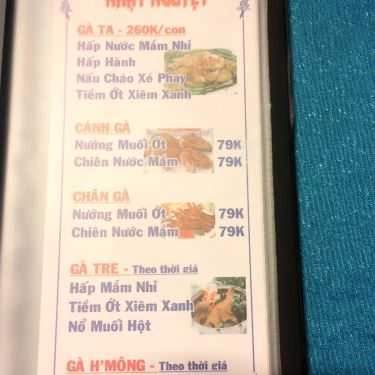 NHẬT NGUYỆT
GÀ TA - 260K/con
Hấp Nước Mắm Nhỉ
Hấp Hành
Nấu Cháo Xé Phay
Tiềm Ớt Xiêm Xanh
CÁNH GÀ
Nướng Muối Ớt 79K
Chiên Nước Mắm 79K
CHÂN GÀ
Nướng Muối Ớt 79K
Chiên Nước Mắm 79K
GÀ TRE - Theo thời giá
Hấp Mắm Nhỉ
Tiềm Ớt Xiêm Xanh
Nổ Muối Hột
GÀ H'MÔNG - Theo thời giá